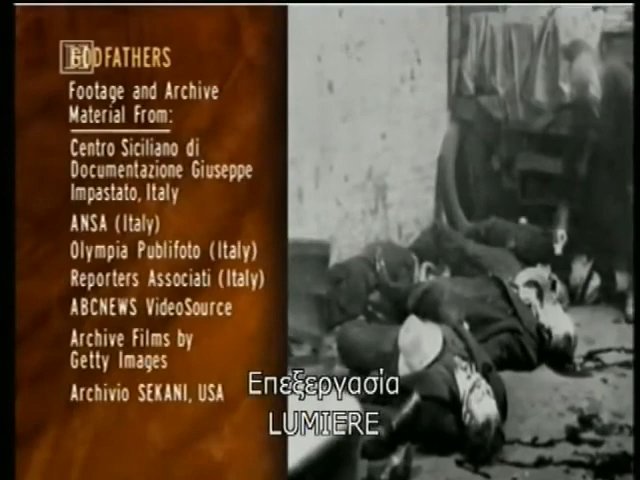 GODFATHERS
Footage and Archive
Material From:
Centro Siciliano di
Documentazione Giuseppe
Impastato, Italy
ANSA (Italy)
Olympia Publifoto (Italy)
Reporters Associati (Italy)
ABCNEWS VideoSource
Archive Films by
Getty Images
Archivio SEKANI, USA
Επεξεργασία
LUMIERE